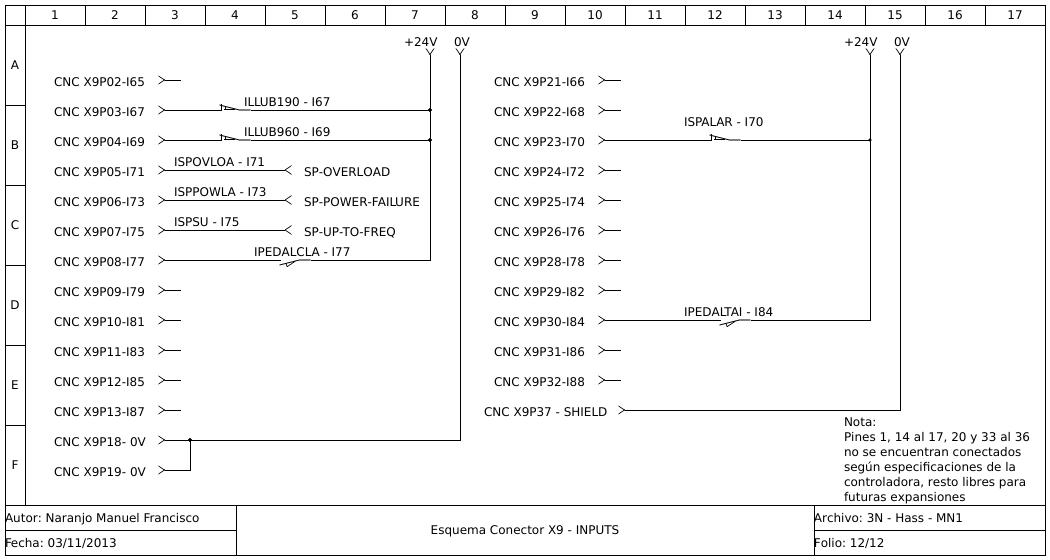 1 2 3 4 5 6 7 8 9 10 11 12 13 14 15 16 17
A
B
C
D
E
F
+24V 0V
CNC X9P02-I65
CNC X9P03-I67 ILLUB190 - I67
CNC X9P04-I69 ILLUB960 - I69
CNC X9P05-I71 ISPOVLOA - I71 SP-OVERLOAD
CNC X9P06-I73 ISPPOWLA - I73 SP-POWER-FAILURE
CNC X9P07-I75 ISPSU - I75 SP-UP-TO-FREQ
CNC X9P08-I77 IPEDALCLA - I77
CNC X9P09-I79
CNC X9P10-I81
CNC X9P11-I83
CNC X9P12-I85
CNC X9P13-I87
CNC X9P18- 0V
CNC X9P19- 0V
+24V 0V
CNC X9P21-I66
CNC X9P22-I68
ISPALAR - I70
CNC X9P23-I70
CNC X9P24-I72
CNC X9P25-I74
CNC X9P26-I76
CNC X9P28-I78
CNC X9P29-I82
CNC X9P30-I84 IPEDALTAI - I84
CNC X9P31-I86
CNC X9P32-I88
CNC X9P37 - SHIELD
Nota:
Pines 1, 14 al 17, 20 y 33 al 36
no se encuentran conectados
según especificaciones de la
controladora, resto libres para
futuras expansiones
Autor: Naranjo Manuel Francisco
Fecha: 03/11/2013
Esquema Conector X9 - INPUTS
Archivo: 3N - Hass - MN1
Folio: 12/12